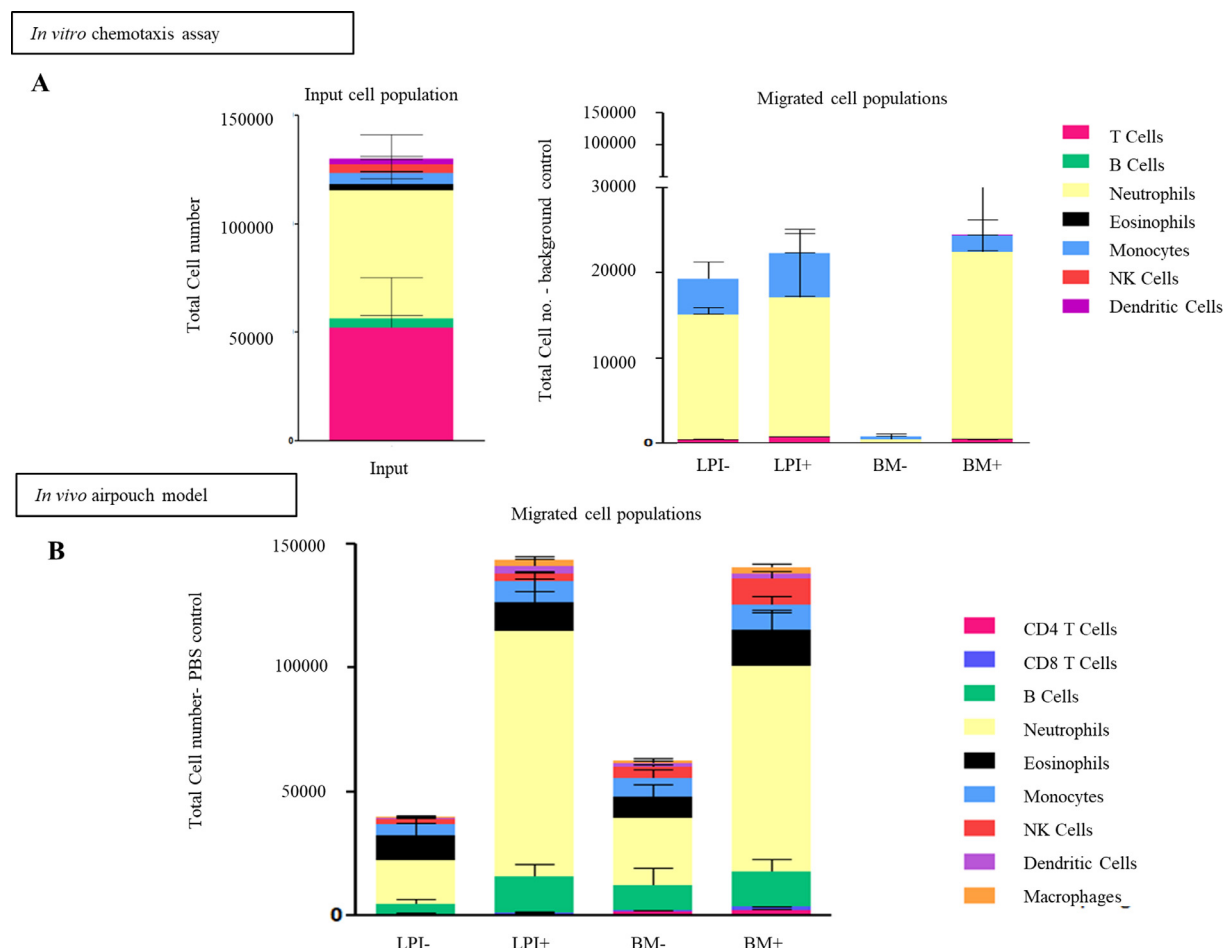 In vitro chemotaxis assay
A
Input cell population
Migrated cell populations
Total Cell number
150000
100000
50000
0
Input
Total Cell no. - background control
150000
100000
30000
20000
10000
0
LPI-
LPI+
BM-
BM+
T Cells
B Cells
Neutrophils
Eosinophils
Monocytes
NK Cells
Dendritic Cells
In vivo airpouch model
B
Migrated cell populations
Total Cell number- PBS control
150000
100000
50000
0
LPI-
LPI+
BM-
BM+
CD4 T Cells
CD8 T Cells
B Cells
Neutrophils
Eosinophils
Monocytes
NK Cells
Dendritic Cells
Macrophages